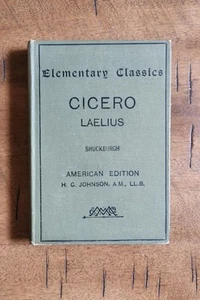 Elementary Classics
CICERO
LAELIUS
SHUCKBURGH
AMERICAN EDITION
H. C. JOHNSON, A.M., LL.B.